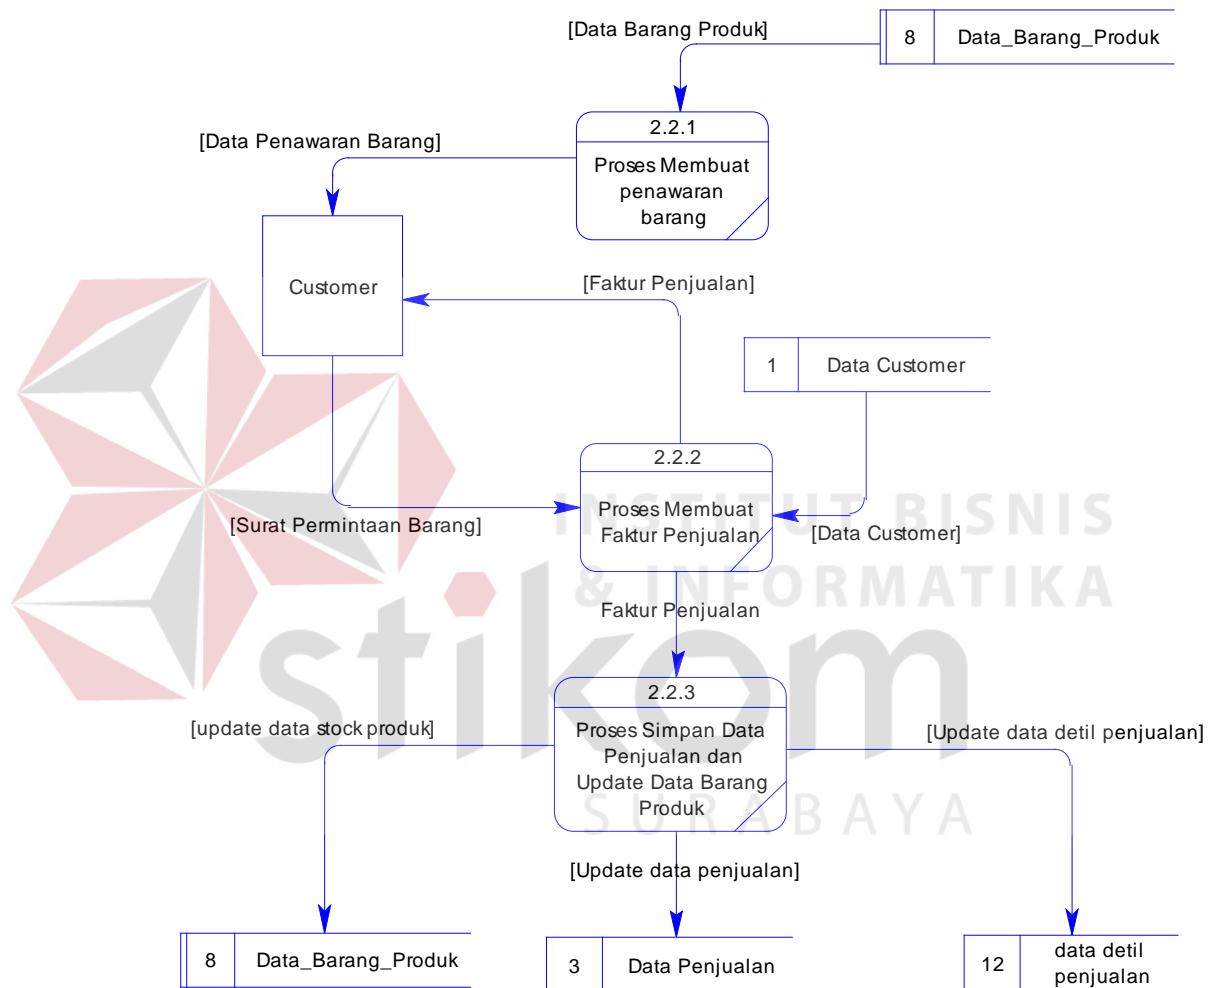 [Data Barang Produk]
8
Data_Barang_Produk
2.2.1
Proses Membuat
penawaran
barang
[Data Penawaran Barang]
Customer
[Faktur Penjualan]
1
Data Customer
2.2.2
Proses Membuat
Faktur Penjualan
[Surat Permintaan Barang]
[Data Customer]
INSTITUT BISNIS
& INFORMATIKA
stikom
SURABAYA
Faktur Penjualan
2.2.3
Proses Simpan Data
Penjualan dan
Update Data Barang
Produk
[update data stock produk]
[Update data detil penjualan]
[Update data penjualan]
8
Data_Barang_Produk
3
Data Penjualan
12
data detil
penjualan